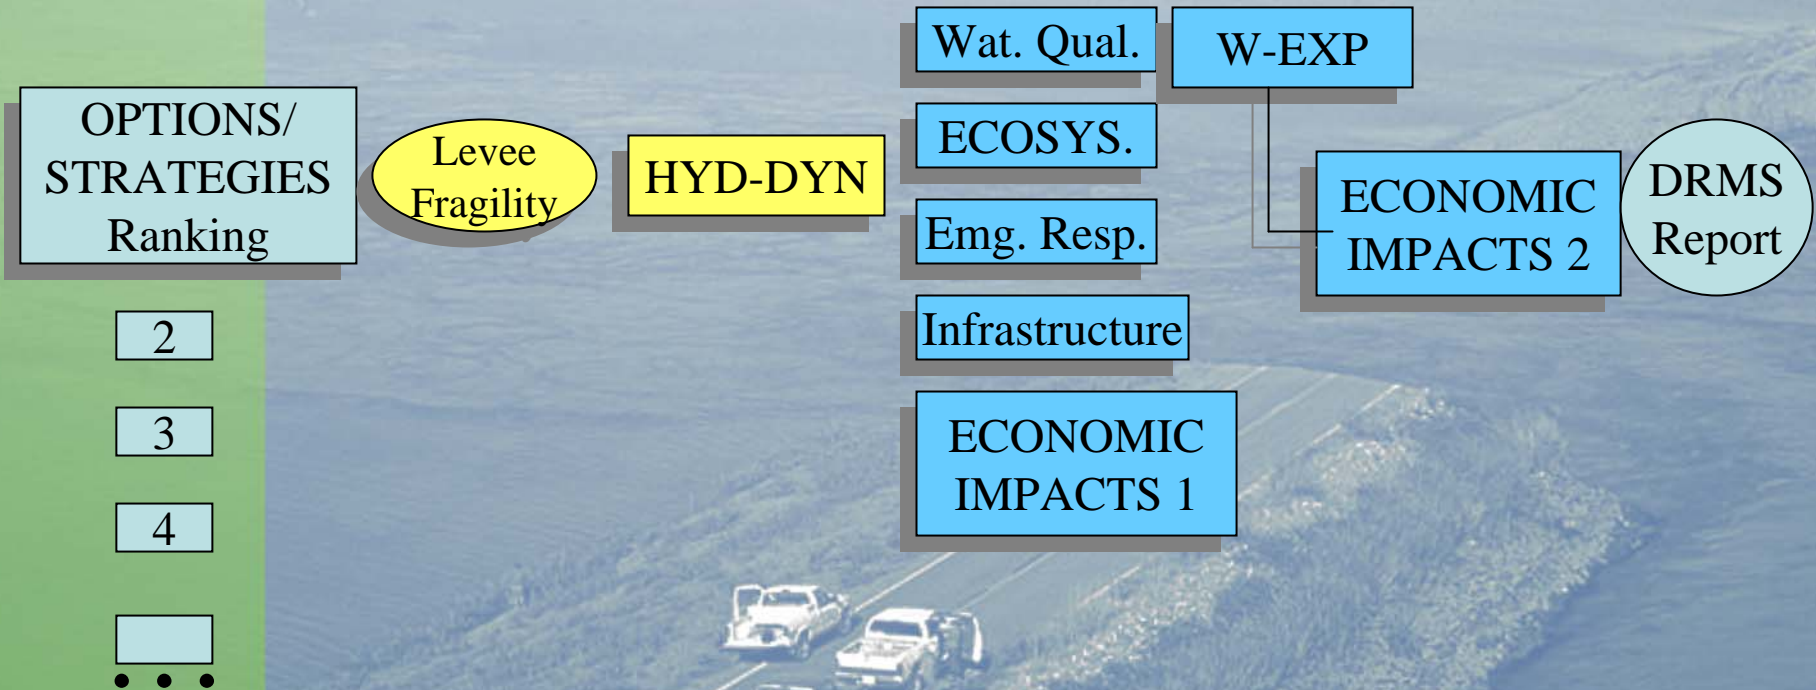 OPTIONS/
STRATEGIES
Ranking
2
3
4
• • •
Levee
Fragility
HYD-DYN
Wat. Qual.
ECOSYS.
Emg. Resp.
Infrastructure
ECONOMIC
IMPACTS 1
W-EXP
ECONOMIC
IMPACTS 2
DRMS
Report